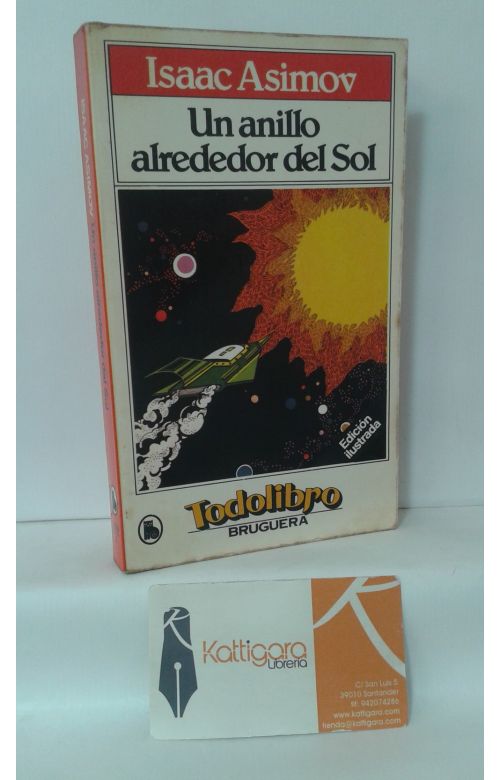 Isaac Asimov
Un anillo
alrededor del Sol
Edición
ilustrada
Todolibro
BRUGUERA
Kattigara
Librería
C/ San Luis 5
39010 Santander
tlf: 942074286
www.kattigara.com
tienda@kattigara.com